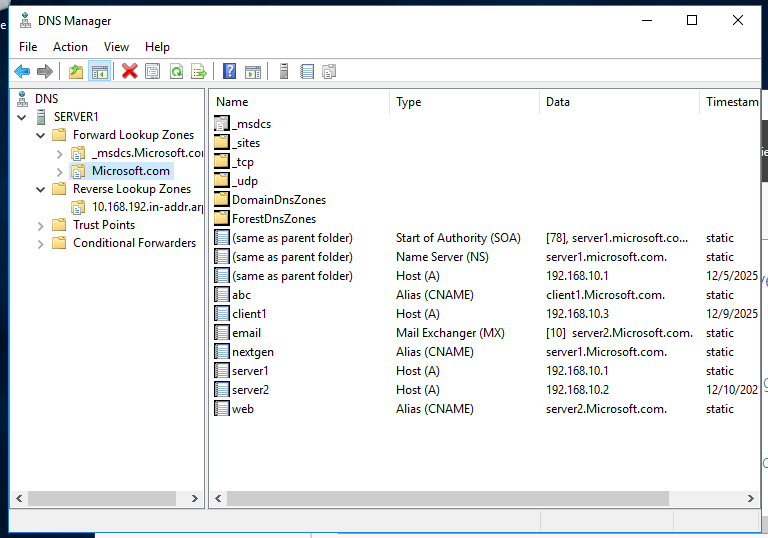 DNS Manager
File Action View Help
DNS
SERVER1
Forward Lookup Zones
_msdcs.Microsoft.cor
Microsoft.com
Reverse Lookup Zones
10.168.192.in-addr.arp
Trust Points
Conditional Forwarders
Name Type Data Timestam
_msdcs
_sites
_tcp
_udp
DomainDnsZones
ForestDnsZones
(same as parent folder) Start of Authority (SOA) [78], server1.microsoft.co... static
(same as parent folder) Name Server (NS) server1.microsoft.com. static
(same as parent folder) Host (A) 192.168.10.1 12/5/2025
abc Alias (CNAME) client1.Microsoft.com. static
client1 Host (A) 192.168.10.3 12/9/2025
email Mail Exchanger (MX) [10] server2.Microsoft.com. static
nextgen Alias (CNAME) server1.Microsoft.com. static
server1 Host (A) 192.168.10.1 static
server2 Host (A) 192.168.10.2 12/10/202
web Alias (CNAME) server2.Microsoft.com. static